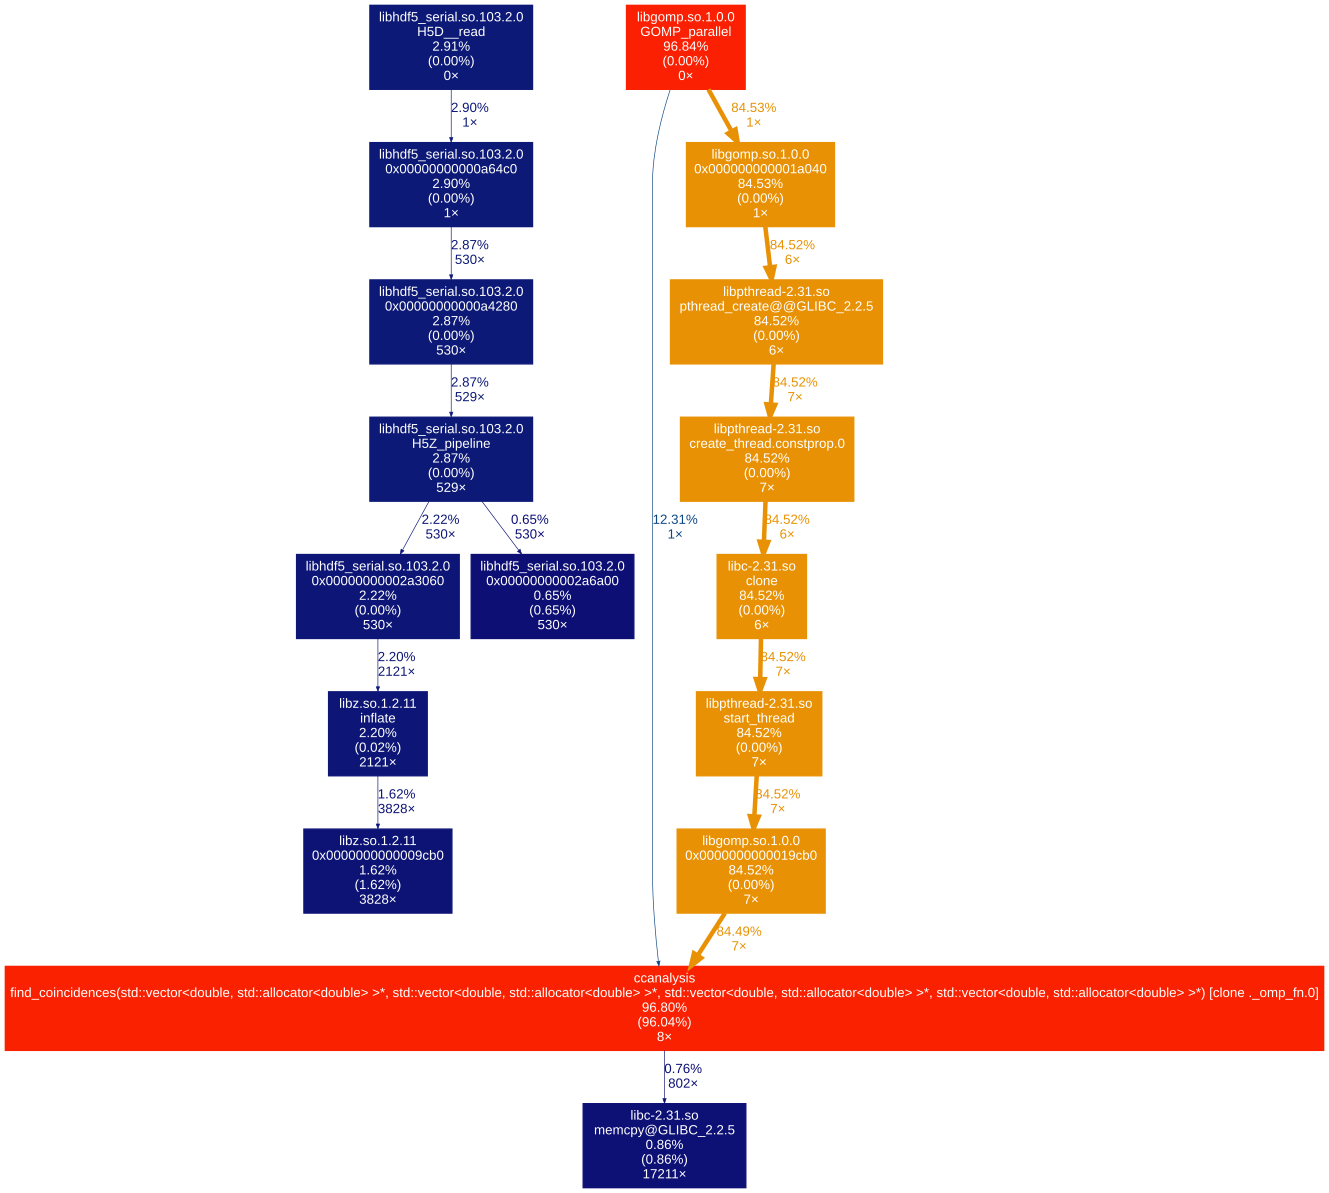 libhdf5_serial.so.103.2.0
H5D__read
2.91%
(0.00%)
0×
libgomp.so.1.0.0
GOMP_parallel
96.84%
(0.00%)
0×
2.90%
1×
84.53%
1×
libhdf5_serial.so.103.2.0
0x00000000000a64c0
2.90%
(0.00%)
1×
libgomp.so.1.0.0
0x000000000001a040
84.53%
(0.00%)
1×
2.87%
530×
84.52%
6×
libhdf5_serial.so.103.2.0
0x00000000000a4280
2.87%
(0.00%)
530×
libpthread-2.31.so
pthread_create@@GLIBC_2.2.5
84.52%
(0.00%)
6×
2.87%
529×
84.52%
7×
libhdf5_serial.so.103.2.0
H5Z_pipeline
2.87%
(0.00%)
529×
libpthread-2.31.so
create_thread.constprop.0
84.52%
(0.00%)
7×
2.22%
530×
0.65%
530×
12.31%
1×
84.52%
6×
libhdf5_serial.so.103.2.0
0x00000000002a3060
2.22%
(0.00%)
530×
libhdf5_serial.so.103.2.0
0x00000000002a6a00
0.65%
(0.65%)
530×
libc-2.31.so
clone
84.52%
(0.00%)
6×
2.20%
2121×
84.52%
7×
libz.so.1.2.11
inflate
2.20%
(0.02%)
2121×
libpthread-2.31.so
start_thread
84.52%
(0.00%)
7×
1.62%
3828×
84.52%
7×
libz.so.1.2.11
0x0000000000009cb0
1.62%
(1.62%)
3828×
libgomp.so.1.0.0
0x0000000000019cb0
84.52%
(0.00%)
7×
84.49%
7×
ccanalysis
find_coincidences(std::vector<double, std::allocator<double> >*, std::vector<double, std::allocator<double> >*, std::vector<double, std::allocator<double> >*, std::vector<double, std::allocator<double> >*) [clone ._omp_fn.0]
96.80%
(96.04%)
8×
0.76%
802×
libc-2.31.so
memcpy@GLIBC_2.2.5
0.86%
(0.86%)
17211×